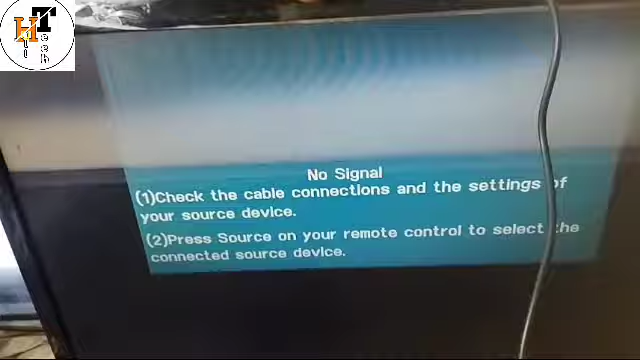 HiTech
No Signal
(1)Check the cable connections and the settings of
your source device.
(2)Press Source on your remote control to select the
connected source device.